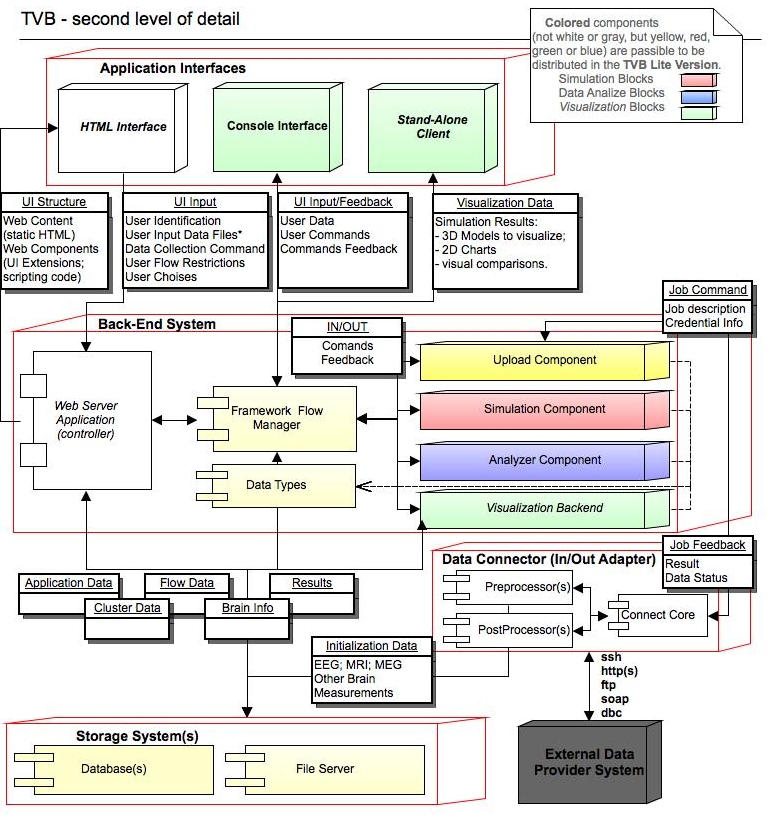 TVB - second level of detail
Colored components
(not white or gray, but yellow, red,
green or blue) are passible to be
distributed in the TVB Lite Version.
Simulation Blocks
Data Analize Blocks
Visualization Blocks
Application Interfaces
HTML Interface
Console Interface
Stand-Alone
Client
UI Structure
Web Content
(static HTML)
Web Components
(UI Extensions;
scripting code)
UI Input
User Identification
User Input Data Files*
Data Collection Command
User Flow Restrictions
User Choises
UI Input/Feedback
User Data
User Commands
Commands Feedback
Visualization Data
Simulation Results:
- 3D Models to visualize;
- 2D Charts
- visual comparisons.
Job Command
Job description
Credential Info
Back-End System
IN/OUT
Comands
Feedback
Upload Component
Web Server
Application
(controller)
Framework Flow
Manager
Simulation Component
Analyzer Component
Data Types
Visualization Backend
Job Feedback
Result
Data Status
Data Connector (In/Out Adapter)
Preprocessor(s)
PostProcessor(s)
Connect Core
Application Data
Flow Data
Results
Cluster Data
Brain Info
Initialization Data
EEG; MRI; MEG
Other Brain
Measurements
ssh
http(s)
ftp
soap
dbc
Storage System(s)
Database(s)
File Server
External Data
Provider System